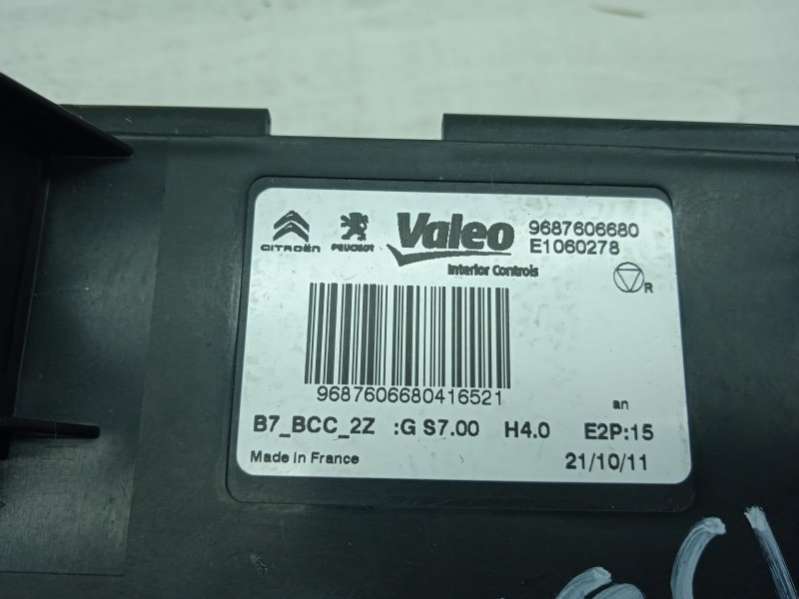 CITROËN PEUGEOT Valeo 9687606680
E1060278
Interior Controls
R
9687606680416521
an
B7_BCC_2Z :G S7.00 H4.0 E2P:15
Made in France 21/10/11